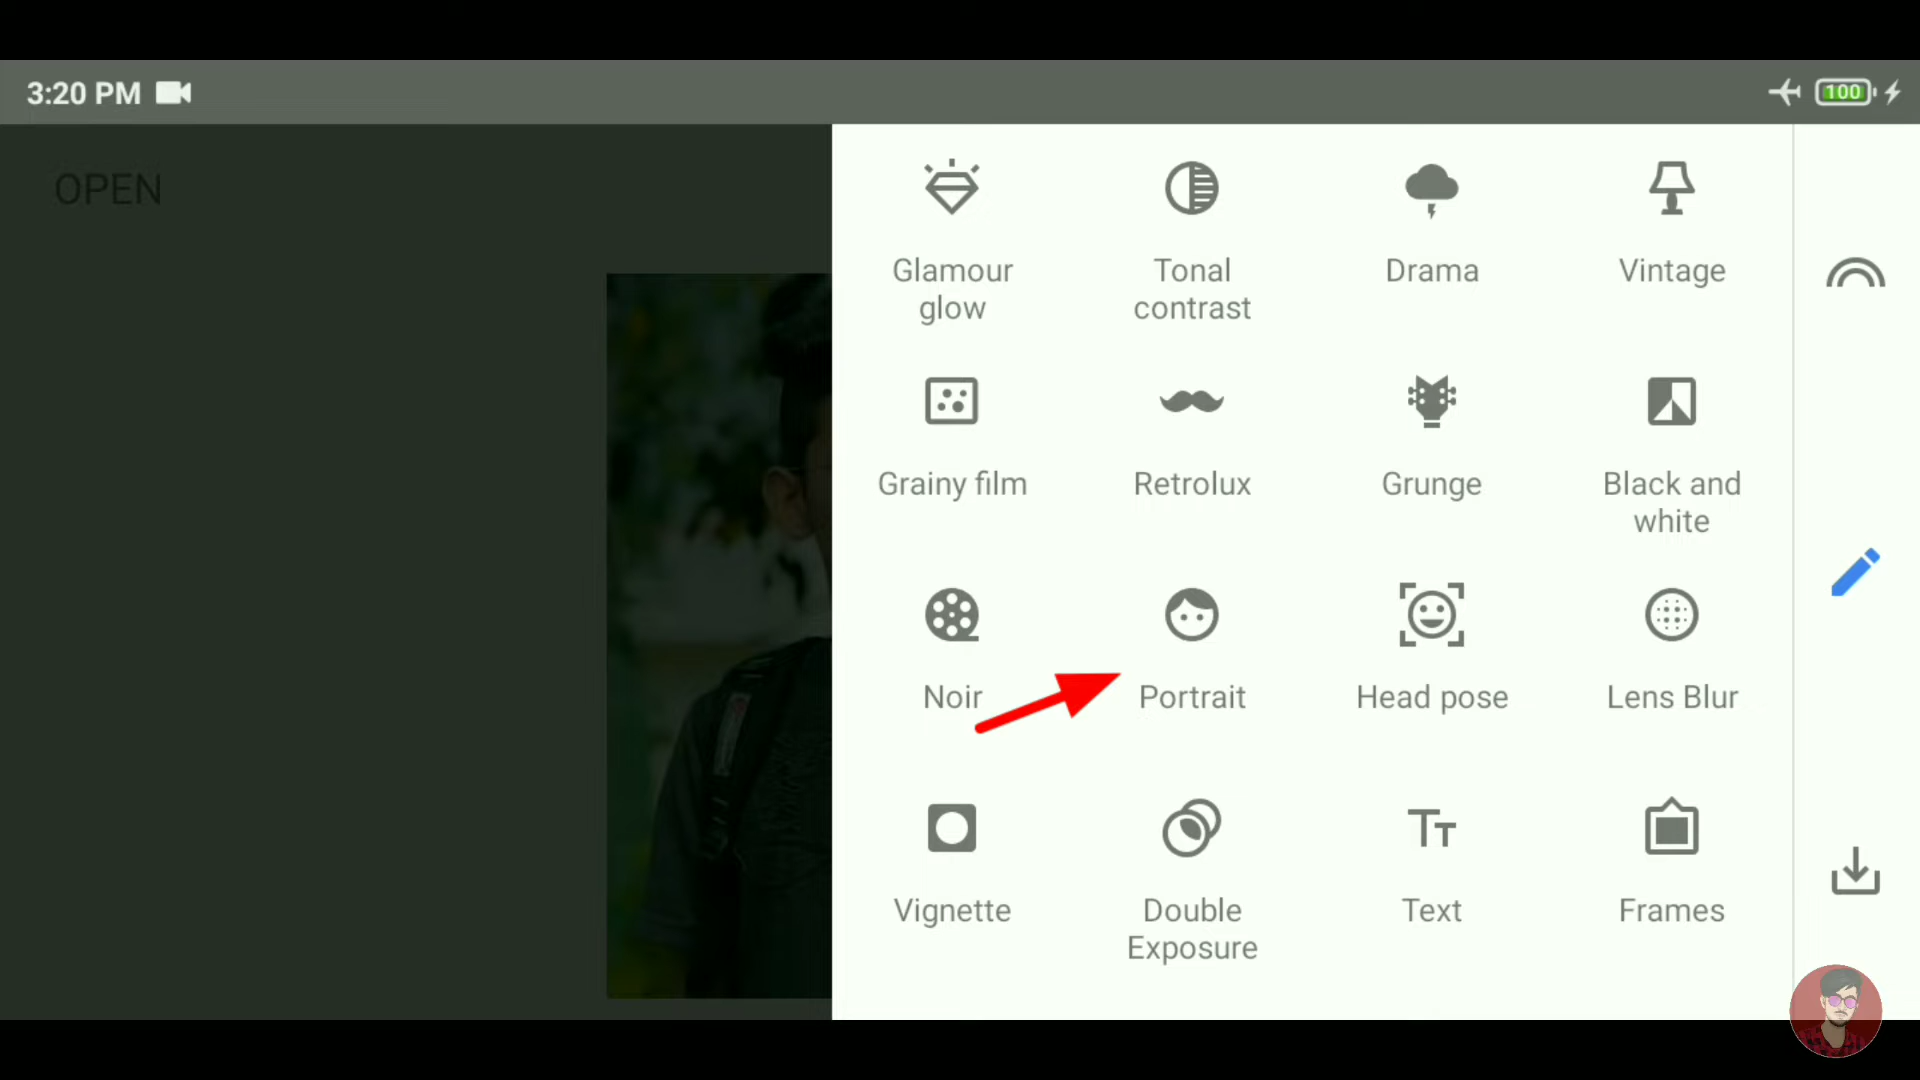 3:20 PM
100
OPEN
Glamour
glow
Tonal
contrast
Drama
Vintage
Grainy film
Retrolux
Grunge
Black and
white
Noir
Portrait
Head pose
Lens Blur
Vignette
Double
Exposure
Text
Frames